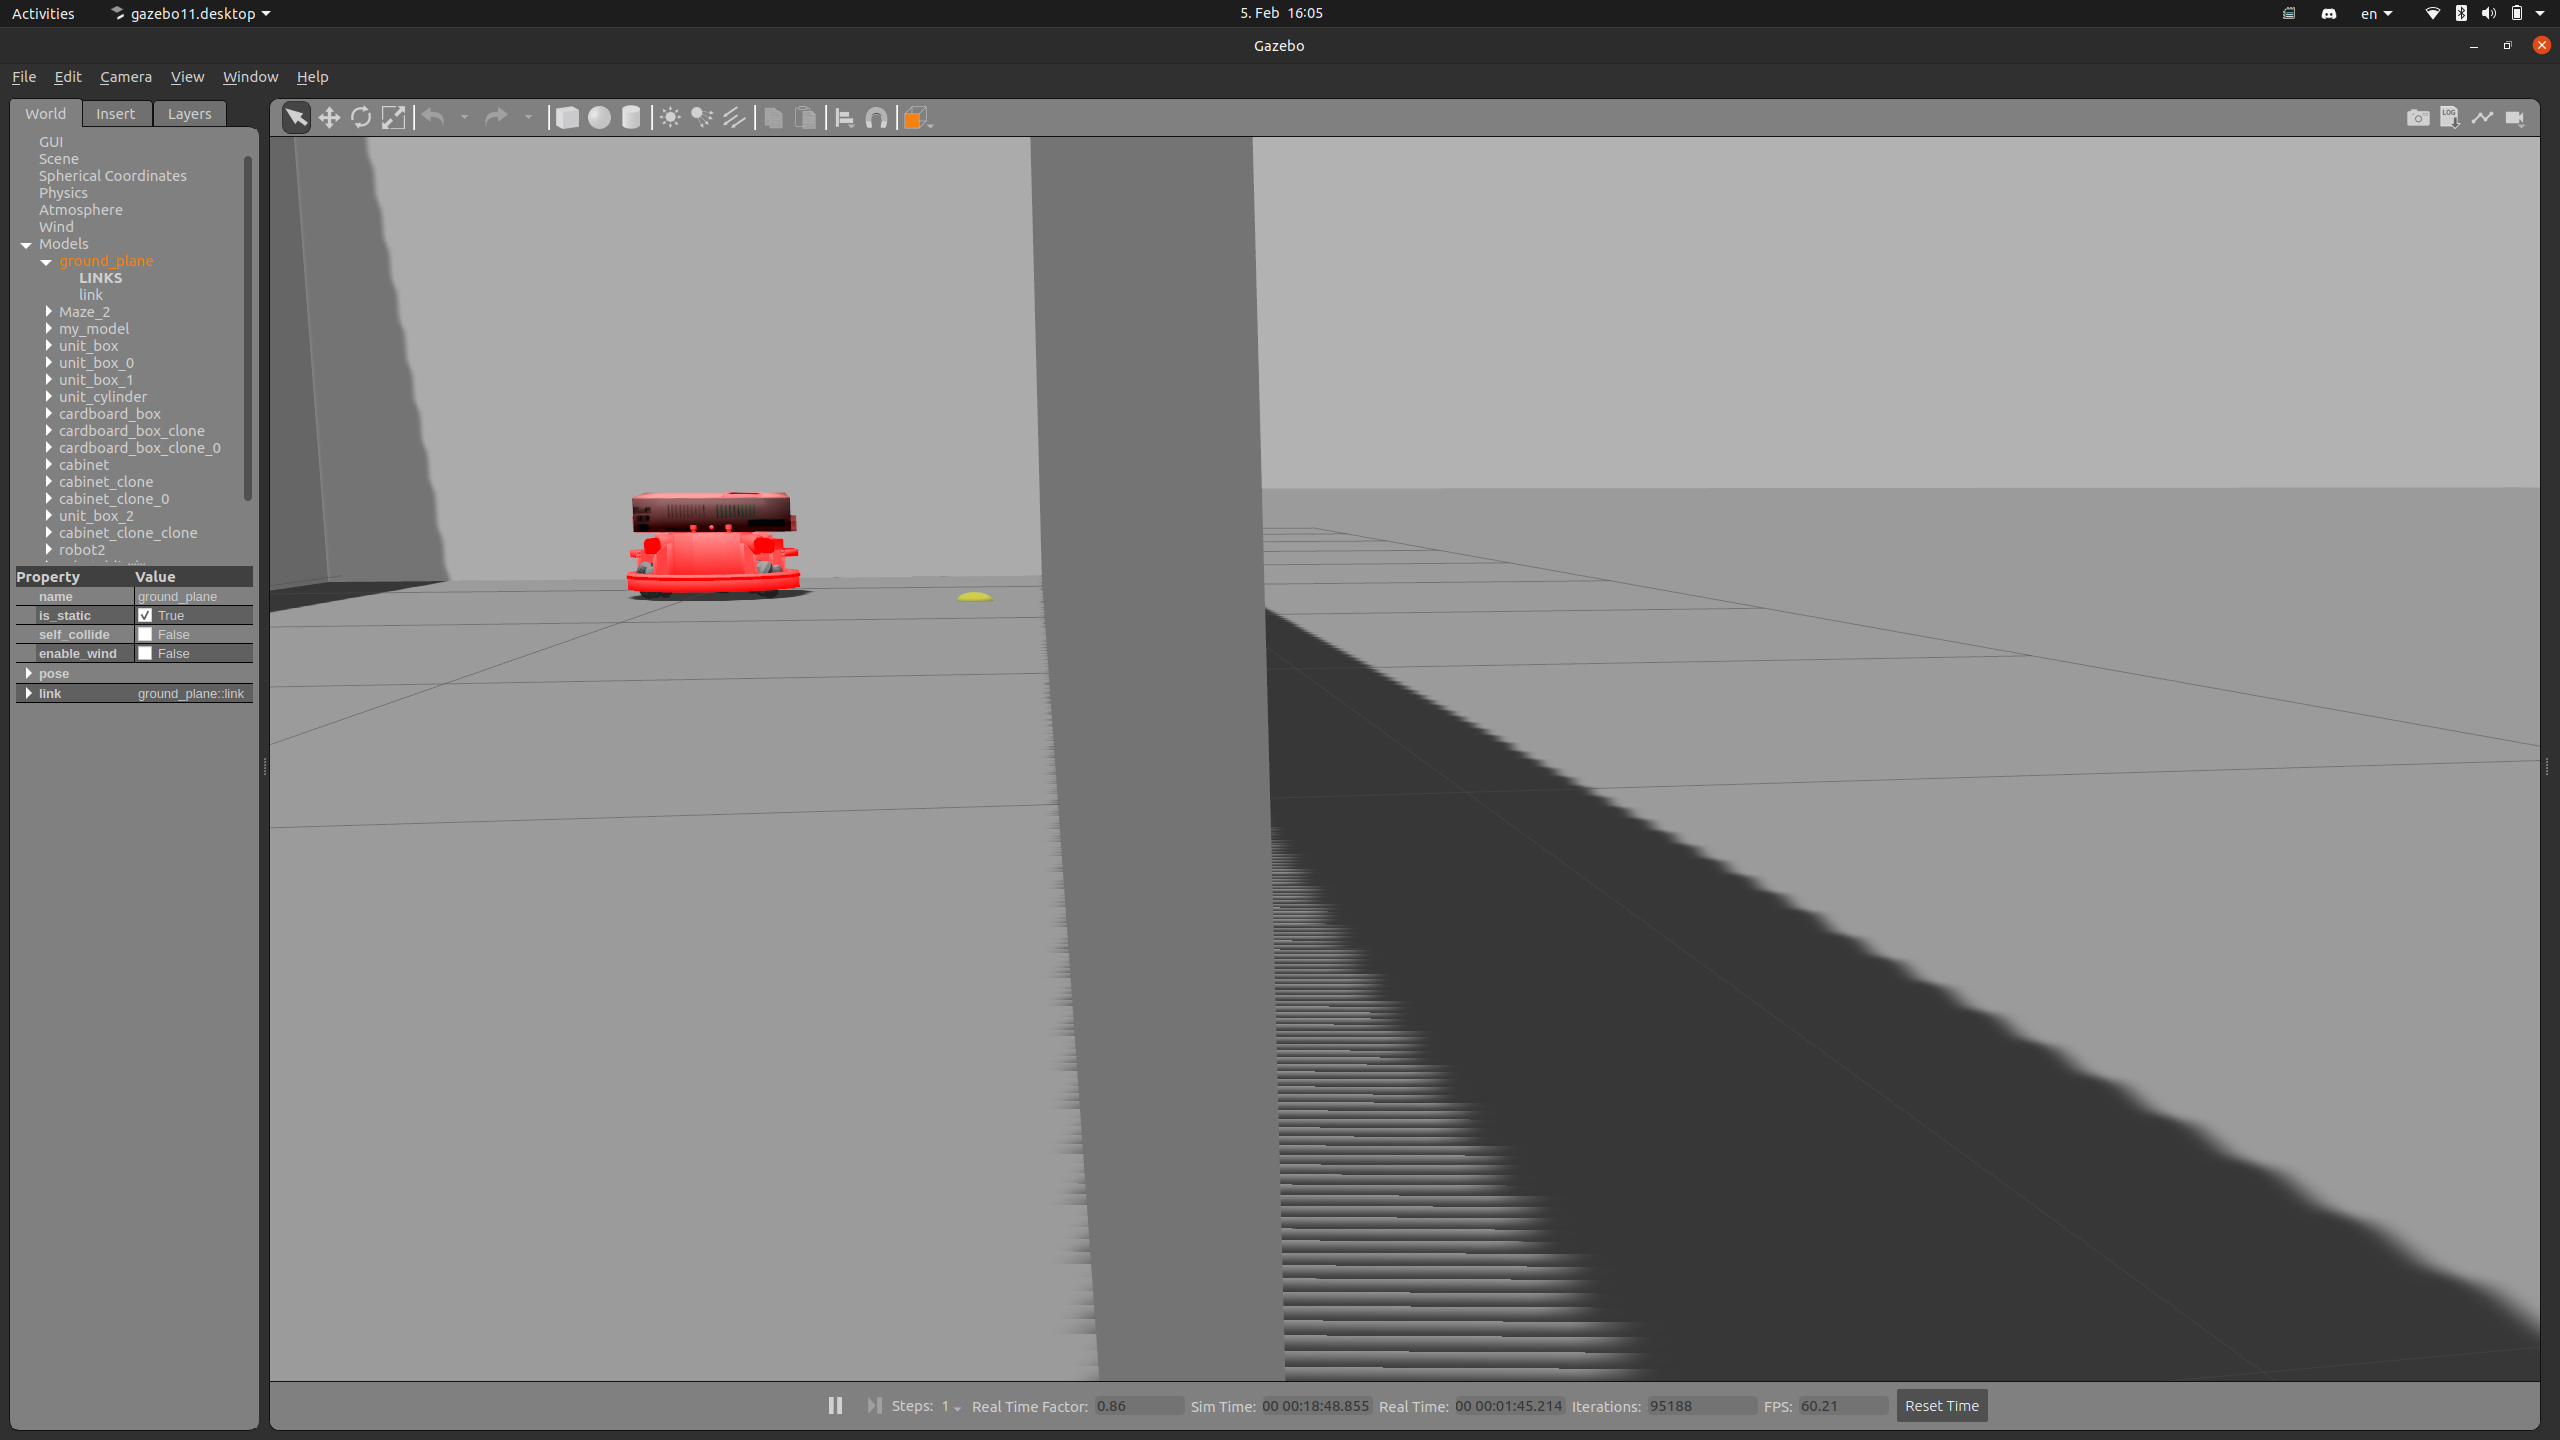 Activities gazebo11.desktop 5. Feb 16:05 en
Gazebo
File Edit Camera View Window Help
World Insert Layers
GUI
Scene
Spherical Coordinates
Physics
Atmosphere
Wind
Models
ground_plane
LINKS
link
Maze_2
my_model
unit_box
unit_box_0
unit_box_1
unit_cylinder
cardboard_box
cardboard_box_clone
cardboard_box_clone_0
cabinet
cabinet_clone
cabinet_clone_0
unit_box_2
cabinet_clone_clone
robot2
Property Value
name ground_plane
is_static True
self_collide False
enable_wind False
pose
link ground_plane::link
LOG
Steps: 1 Real Time Factor: 0.86 Sim Time: 00 00:18:48.855 Real Time: 00 00:01:45.214 Iterations: 95188 FPS: 60.21 Reset Time